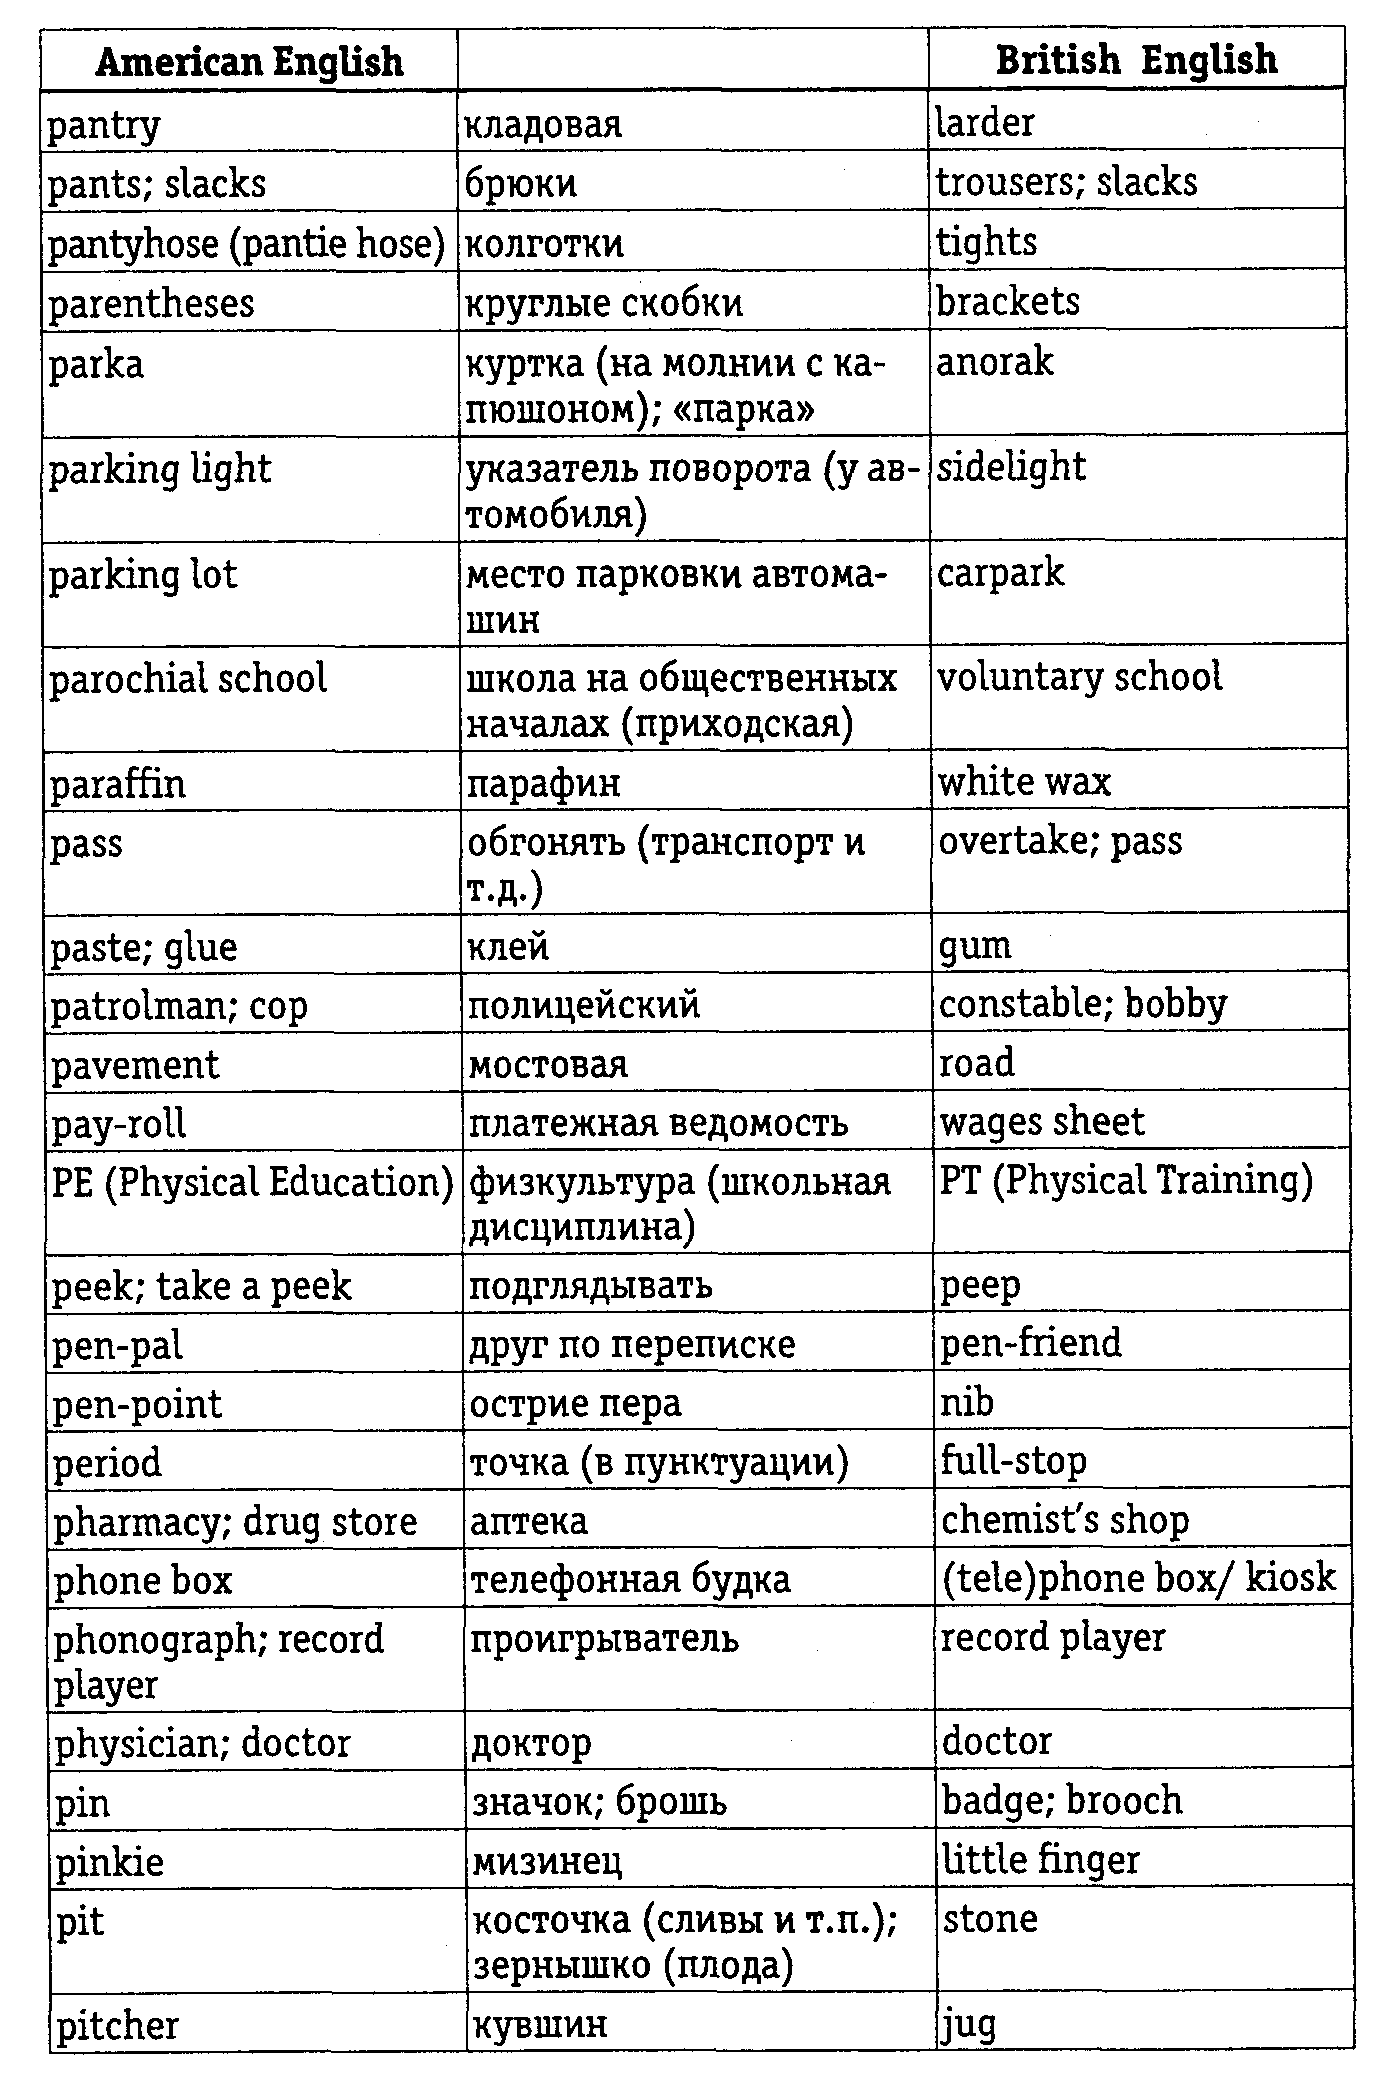 American English British English
pantry кладовая larder
pants; slacks брюки trousers; slacks
pantyhose (pantie hose) колготки tights
parentheses круглые скобки brackets
parka куртка (на молнии с ка- anorak
пюшоном); «парка»
parking light указатель поворота (у ав- sidelight
томобиля)
parking lot место парковки автома- carpark
шин
parochial school школа на общественных voluntary school
началах (приходская)
paraffin парафин white wax
pass обгонять (транспорт и overtake; pass
т.д.)
paste; glue клей gum
patrolman; cop полицейский constable; bobby
pavement мостовая road
pay-roll платежная ведомость wages sheet
PE (Physical Education) физкультура (школьная PT (Physical Training)
дисциплина)
peek; take a peek подглядывать peep
pen-pal друг по переписке pen-friend
pen-point острие пера nib
period точка (в пунктуации) full-stop
pharmacy; drug store аптека chemist's shop
phone box телефонная будка (tele)phone box/ kiosk
phonograph; record проигрыватель record player
player
physician; doctor доктор doctor
pin значок; брошь badge; brooch
pinkie мизинец little finger
pit косточка (сливы и т.п.); stone
зернышко (плода)
pitcher кувшин jug